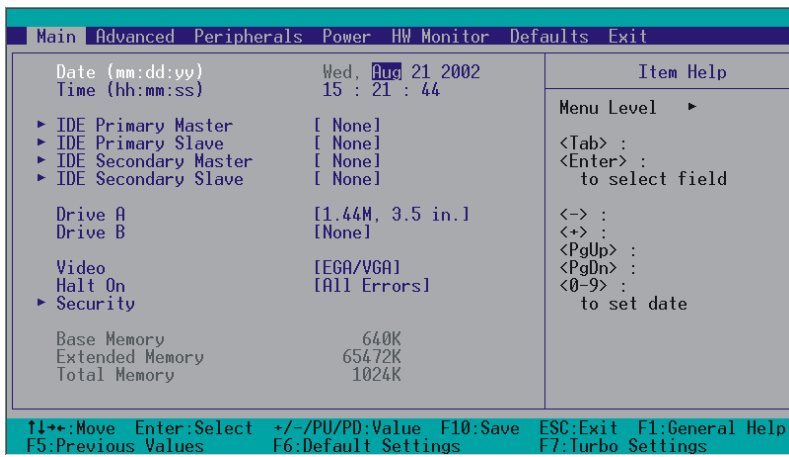 Main Advanced Peripherals Power HW Monitor Defaults Exit
Date (mm:dd:yy) Wed, Aug 21 2002
Time (hh:mm:ss) 15 : 21 : 44
▸ IDE Primary Master [ None]
▸ IDE Primary Slave [ None]
▸ IDE Secondary Master [ None]
▸ IDE Secondary Slave [ None]
Drive A [1.44M, 3.5 in.]
Drive B [None]
Video [EGA/VGA]
Halt On [All Errors]
▸ Security
Base Memory 640K
Extended Memory 65472K
Total Memory 1024K
Item Help
Menu Level ▸
<Tab> :
<Enter> :
to select field
<-> :
<+> :
<PgUp> :
<PgDn> :
<0-9> :
to set date
↑↓→←:Move Enter:Select +/-/PU/PD:Value F10:Save ESC:Exit F1:General Help
F5:Previous Values F6:Default Settings F7:Turbo Settings